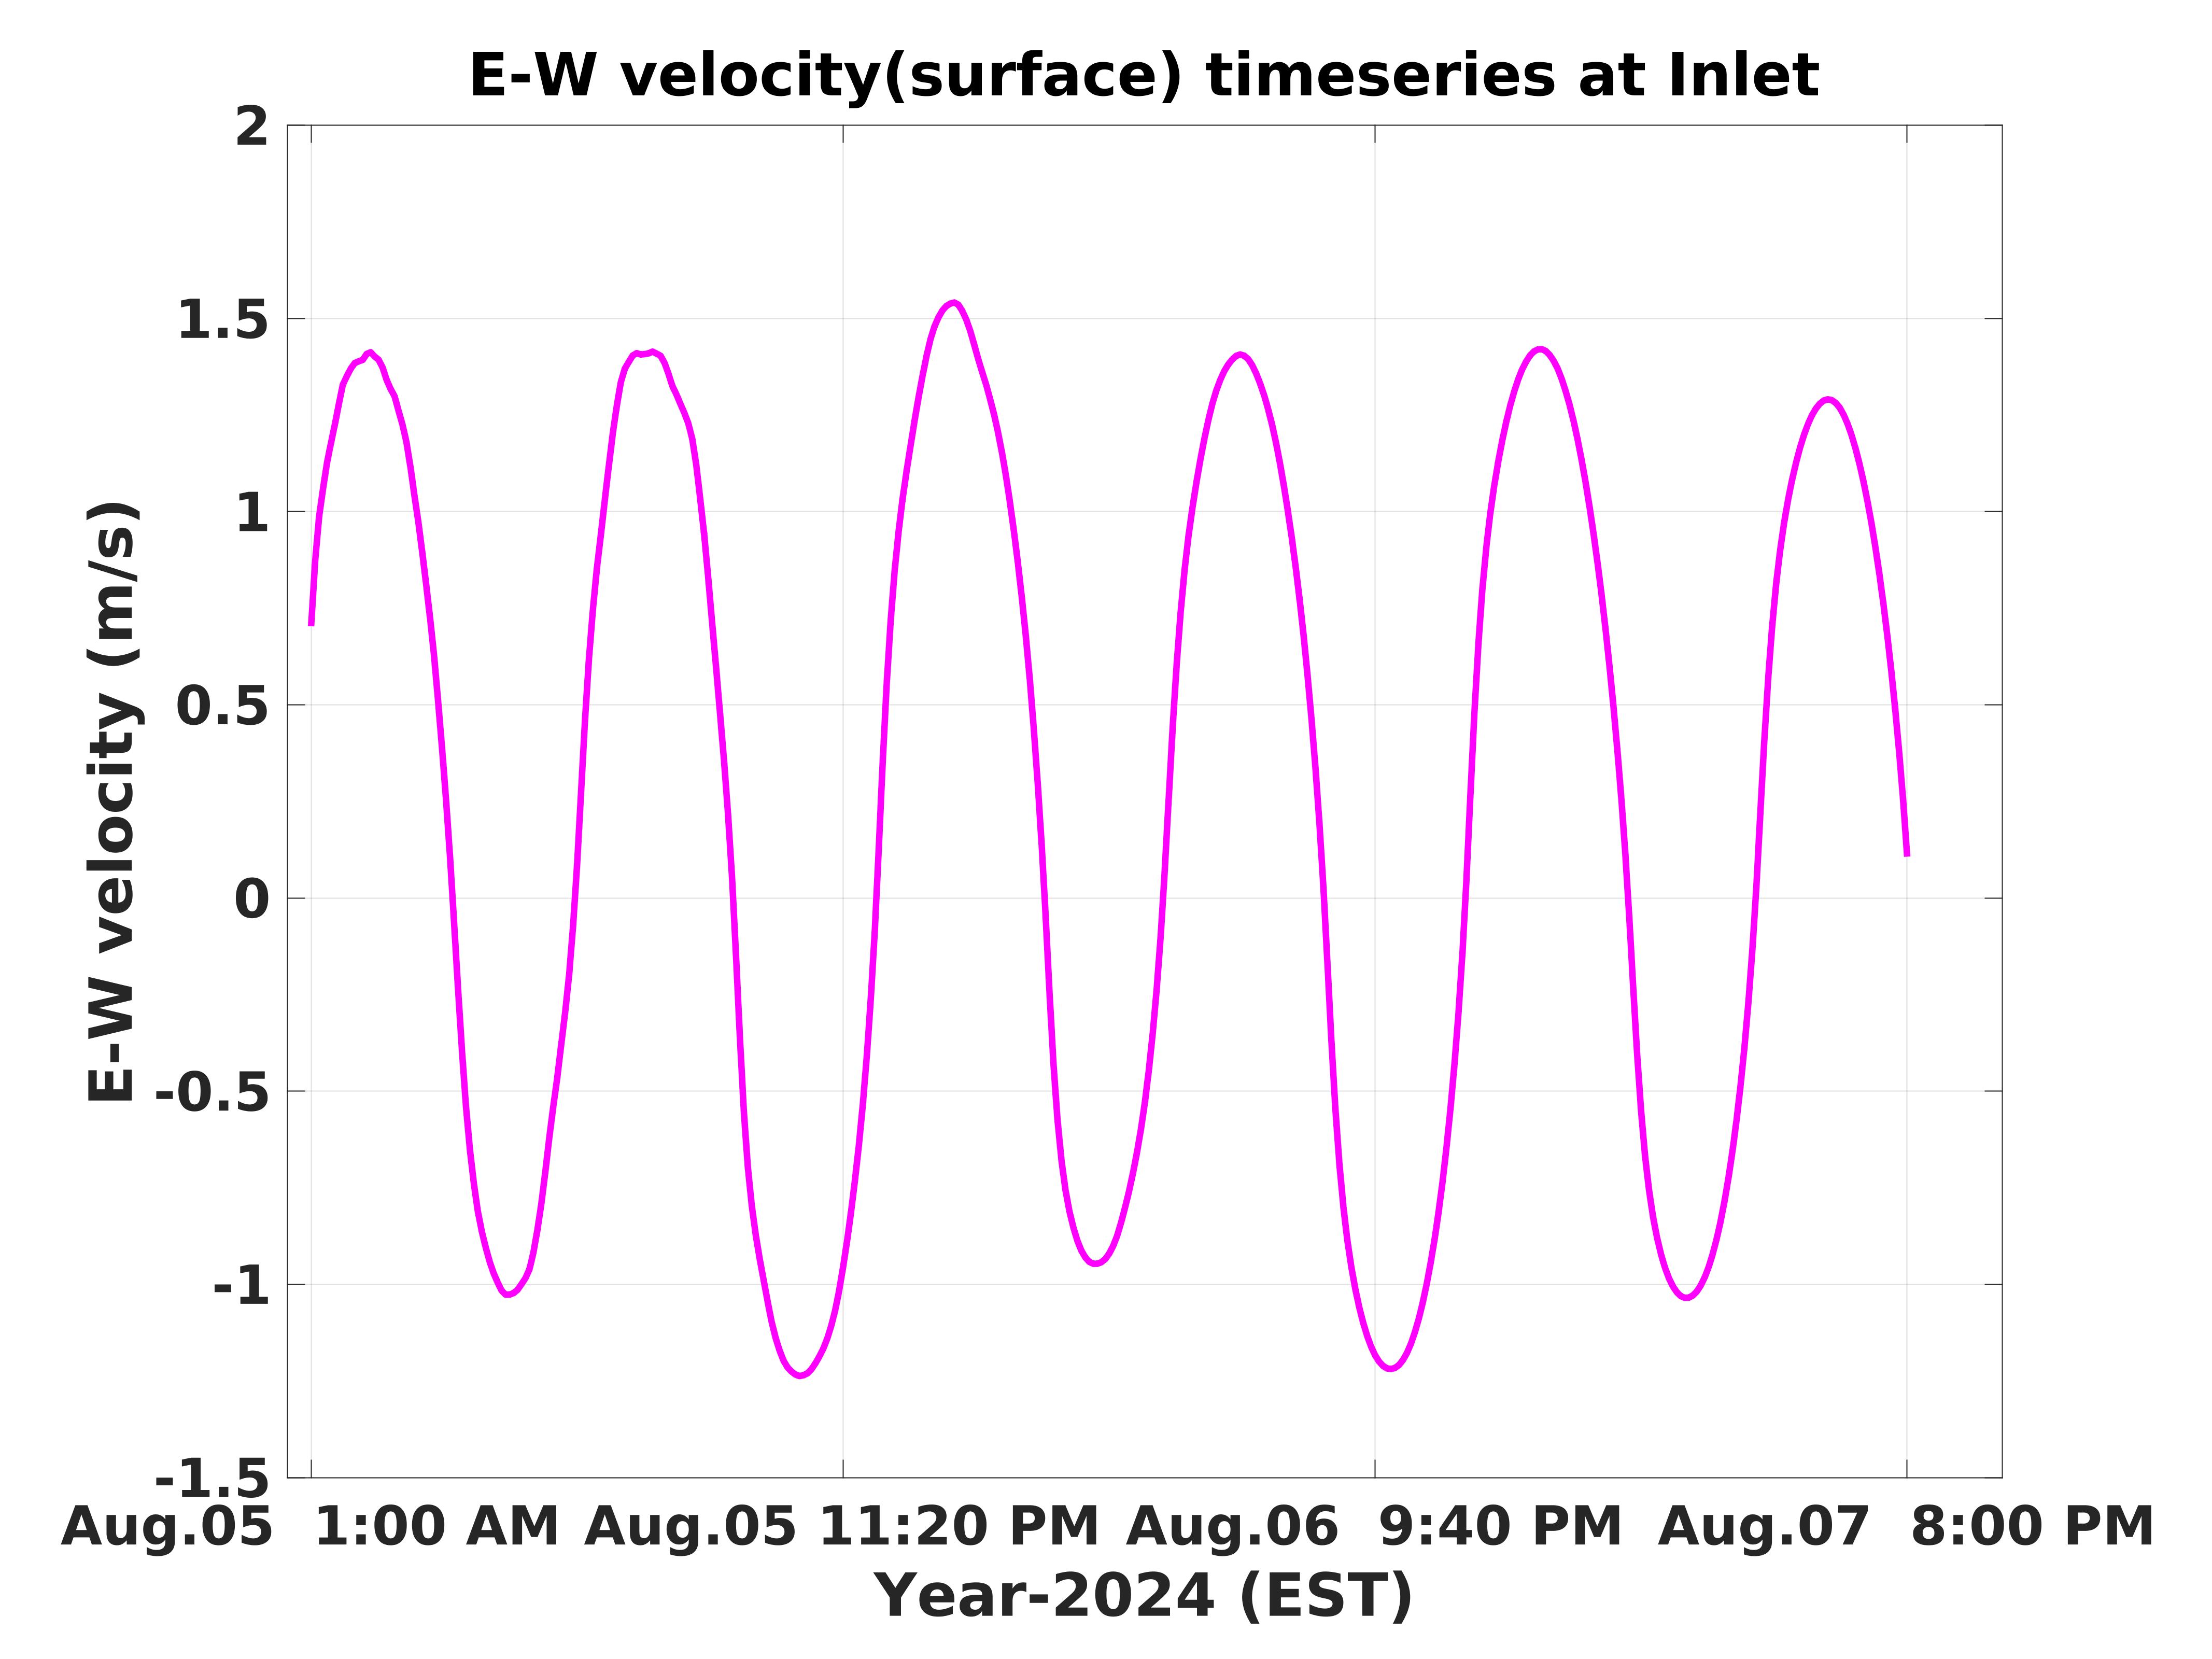 E-W velocity(surface) timeseries at Inlet
E-W velocity (m/s)
2
1.5
1
0.5
0
-0.5
-1
-1.5
Aug.05 1:00 AM Aug.05 11:20 PM Aug.06 9:40 PM Aug.07 8:00 PM
Year-2024 (EST)